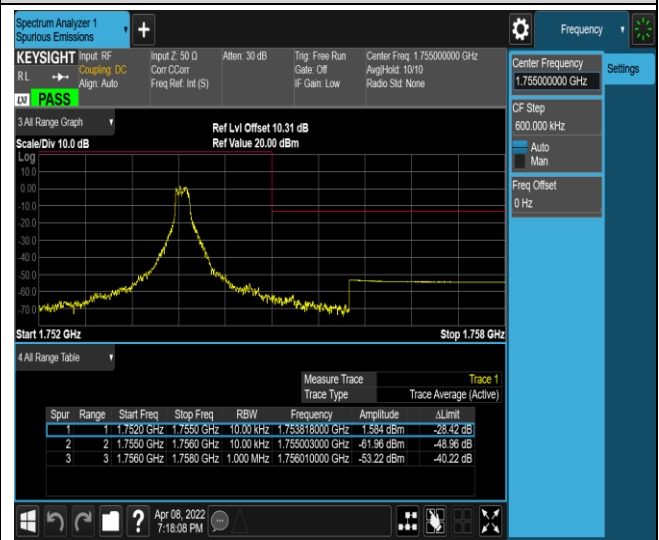 Spectrum Analyzer 1
Spurious Emissions
+
Frequency
KEYSIGHT
R L
LXI PASS
Input: RF
Coupling: DC
Align: Auto
Input Z: 50 Ω
Corr CCorr
Freq Ref: Int (S)
Atten: 30 dB
Trig: Free Run
Gate: Off
IF Gain: Low
Center Freq: 1.755000000 GHz
Avg|Hold: 10/10
Radio Std: None
Center Frequency
1.755000000 GHz
Settings
CF Step
600.000 kHz
Auto
Man
Freq Offset
0 Hz
3 All Range Graph
Scale/Div 10.0 dB
Ref Lvl Offset 10.31 dB
Ref Value 20.00 dBm
Log
10.0
0.00
-10.0
-20.0
-30.0
-40.0
-50.0
-60.0
-70.0
Start 1.752 GHz
Stop 1.758 GHz
4 All Range Table
Measure Trace Trace 1
Trace Type Trace Average (Active)
Spur Range Start Freq Stop Freq RBW Frequency Amplitude ΔLimit
1 1 1.7520 GHz 1.7550 GHz 10.00 kHz 1.753818000 GHz 1.584 dBm -28.42 dB
2 2 1.7550 GHz 1.7560 GHz 10.00 kHz 1.755003000 GHz -61.96 dBm -48.96 dB
3 3 1.7560 GHz 1.7580 GHz 1.000 MHz 1.756010000 GHz -53.22 dBm -40.22 dB
?
Apr 08, 2022
7:18:08 PM